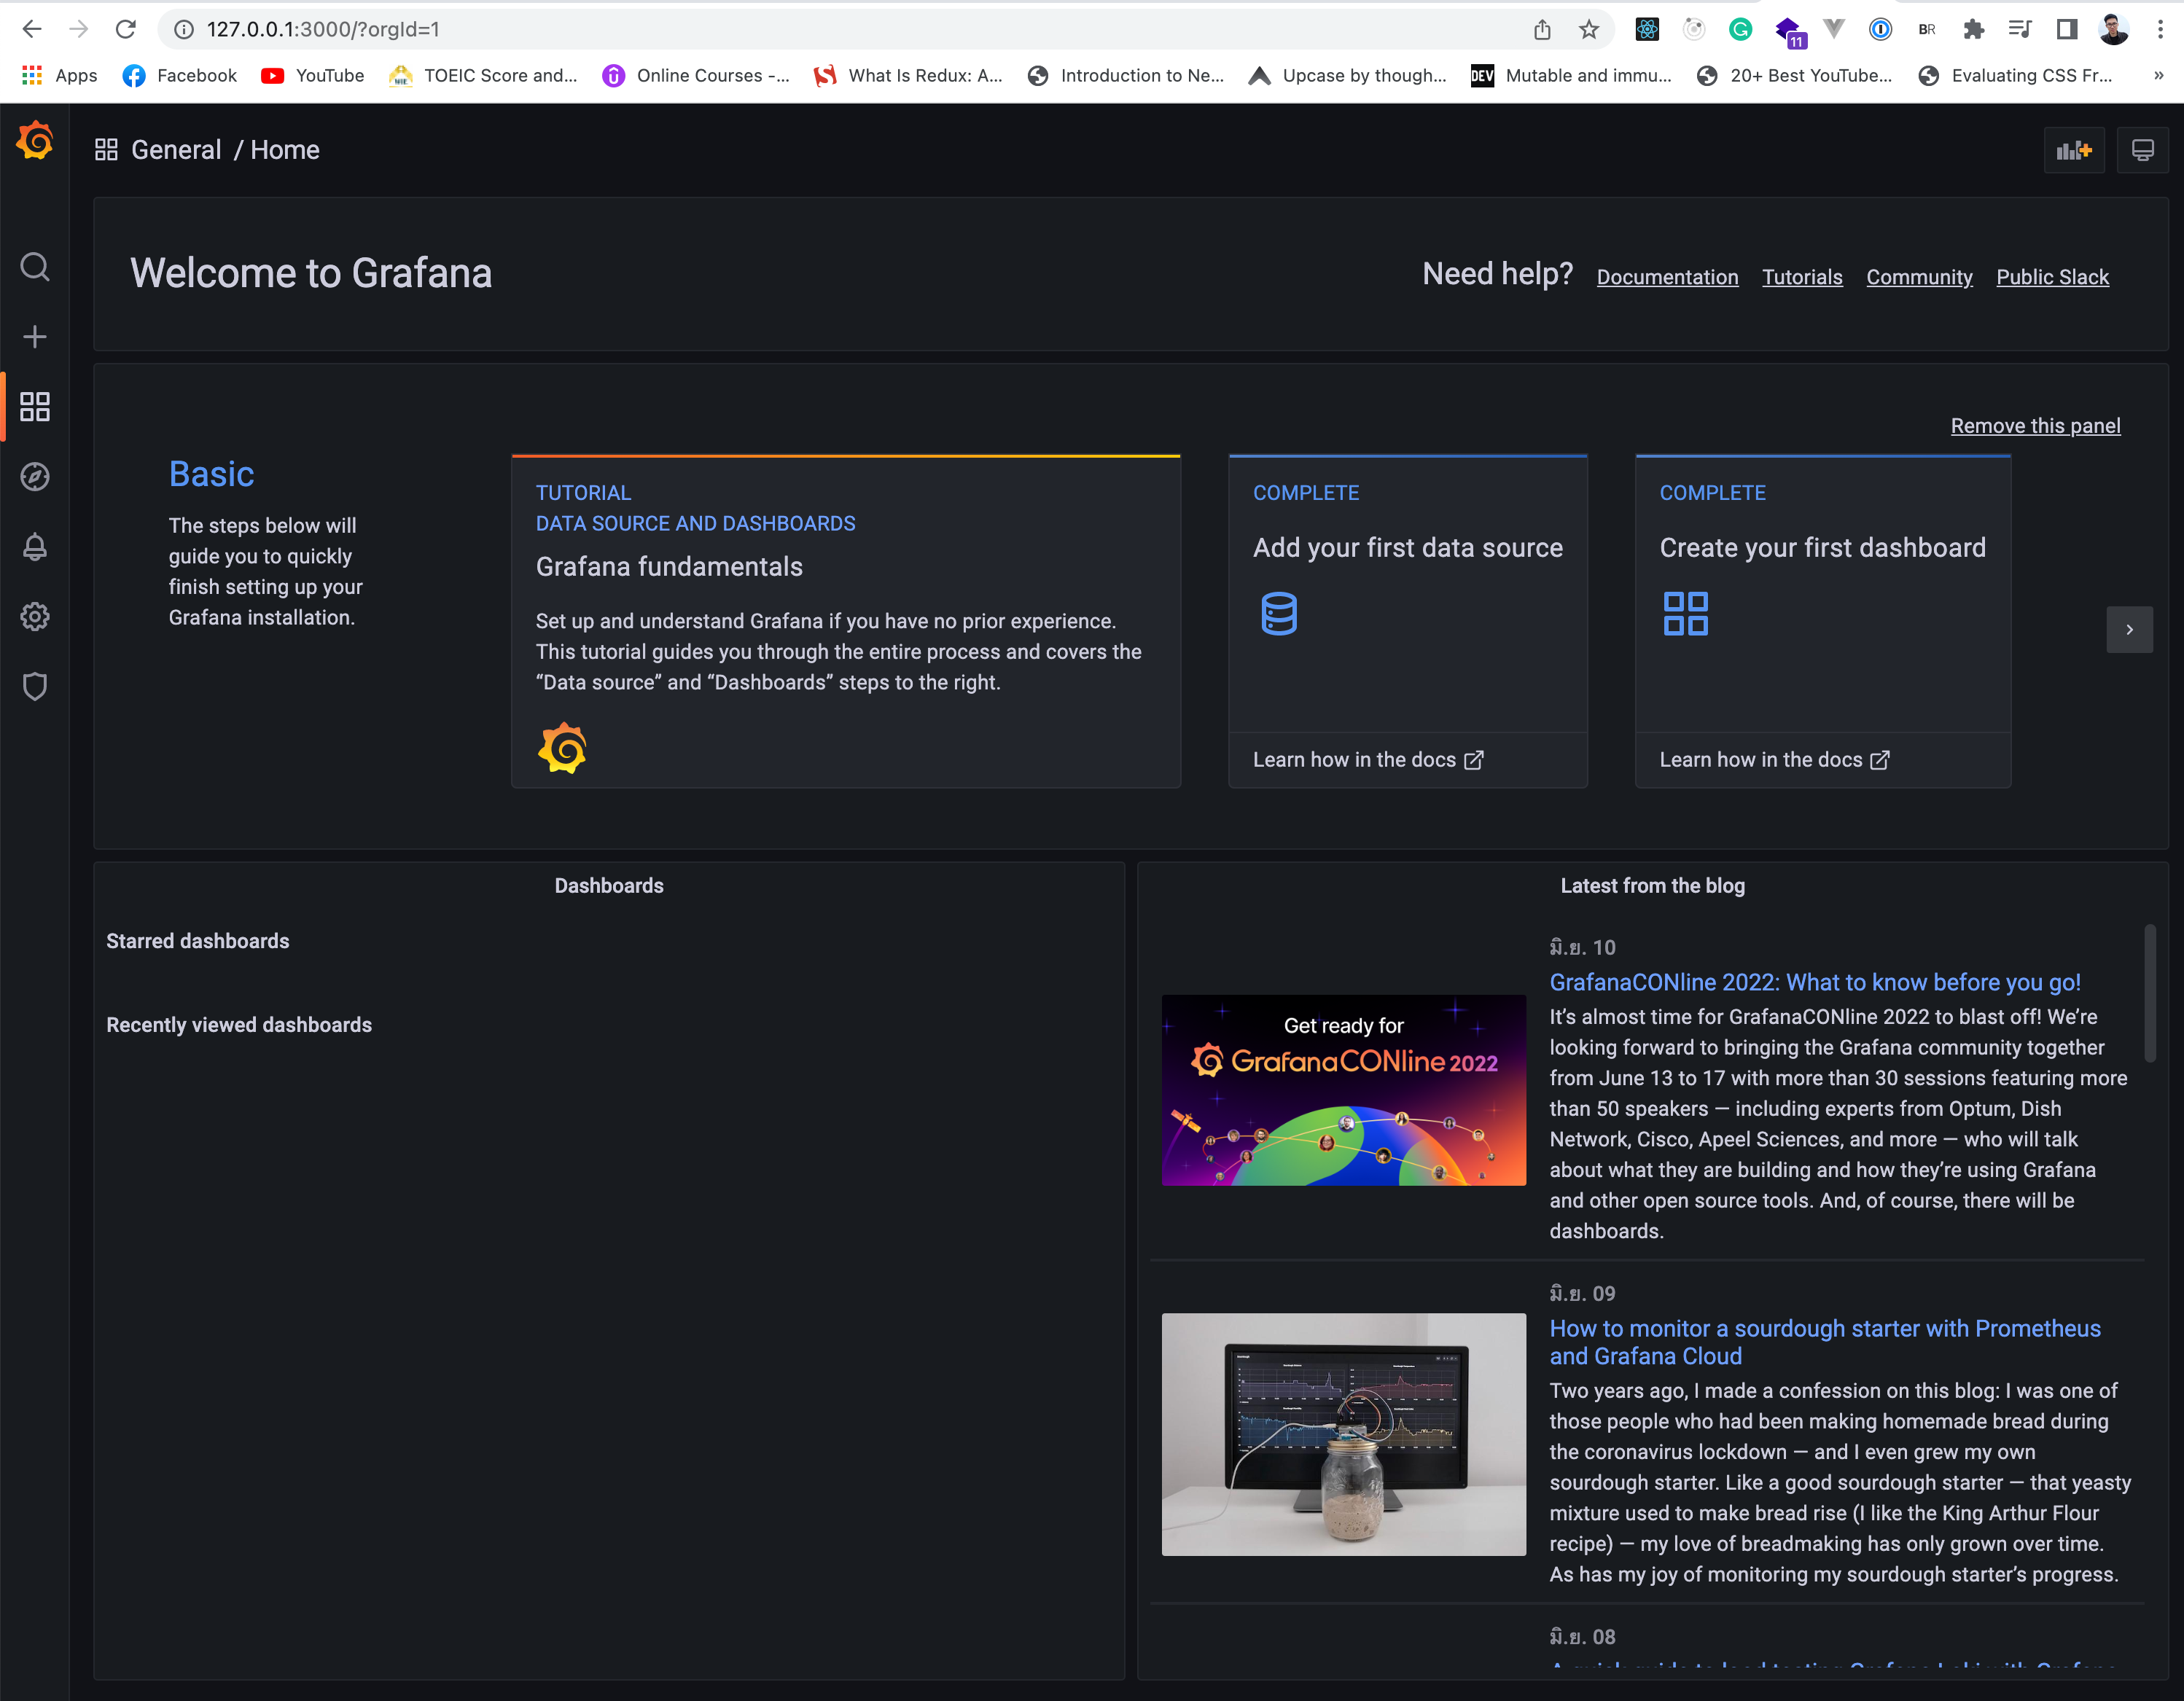 127.0.0.1:3000/?orgId=1
11
BR
Apps
Facebook
YouTube
TOEIC Score and...
Online Courses -...
What Is Redux: A...
Introduction to Ne...
Upcase by though...
DEV
Mutable and immu...
20+ Best YouTube...
Evaluating CSS Fr...
»
General / Home
Welcome to Grafana
Need help?
Documentation
Tutorials
Community
Public Slack
Remove this panel
Basic
The steps below will
guide you to quickly
finish setting up your
Grafana installation.
TUTORIAL
DATA SOURCE AND DASHBOARDS
Grafana fundamentals
Set up and understand Grafana if you have no prior experience.
This tutorial guides you through the entire process and covers the
“Data source” and “Dashboards” steps to the right.
COMPLETE
Add your first data source
Learn how in the docs
COMPLETE
Create your first dashboard
Learn how in the docs
Dashboards
Starred dashboards
Recently viewed dashboards
Latest from the blog
มิ.ย. 10
GrafanaCONline 2022: What to know before you go!
Get ready for
GrafanaCONline 2022
It’s almost time for GrafanaCONline 2022 to blast off! We’re
looking forward to bringing the Grafana community together
from June 13 to 17 with more than 30 sessions featuring more
than 50 speakers — including experts from Optum, Dish
Network, Cisco, Apeel Sciences, and more — who will talk
about what they are building and how they’re using Grafana
and other open source tools. And, of course, there will be
dashboards.
มิ.ย. 09
How to monitor a sourdough starter with Prometheus
and Grafana Cloud
Two years ago, I made a confession on this blog: I was one of
those people who had been making homemade bread during
the coronavirus lockdown — and I even grew my own
sourdough starter. Like a good sourdough starter — that yeasty
mixture used to make bread rise (I like the King Arthur Flour
recipe) — my love of breadmaking has only grown over time.
As has my joy of monitoring my sourdough starter’s progress.
มิ.ย. 08
A quick guide to load testing Grafana Loki with Grafana